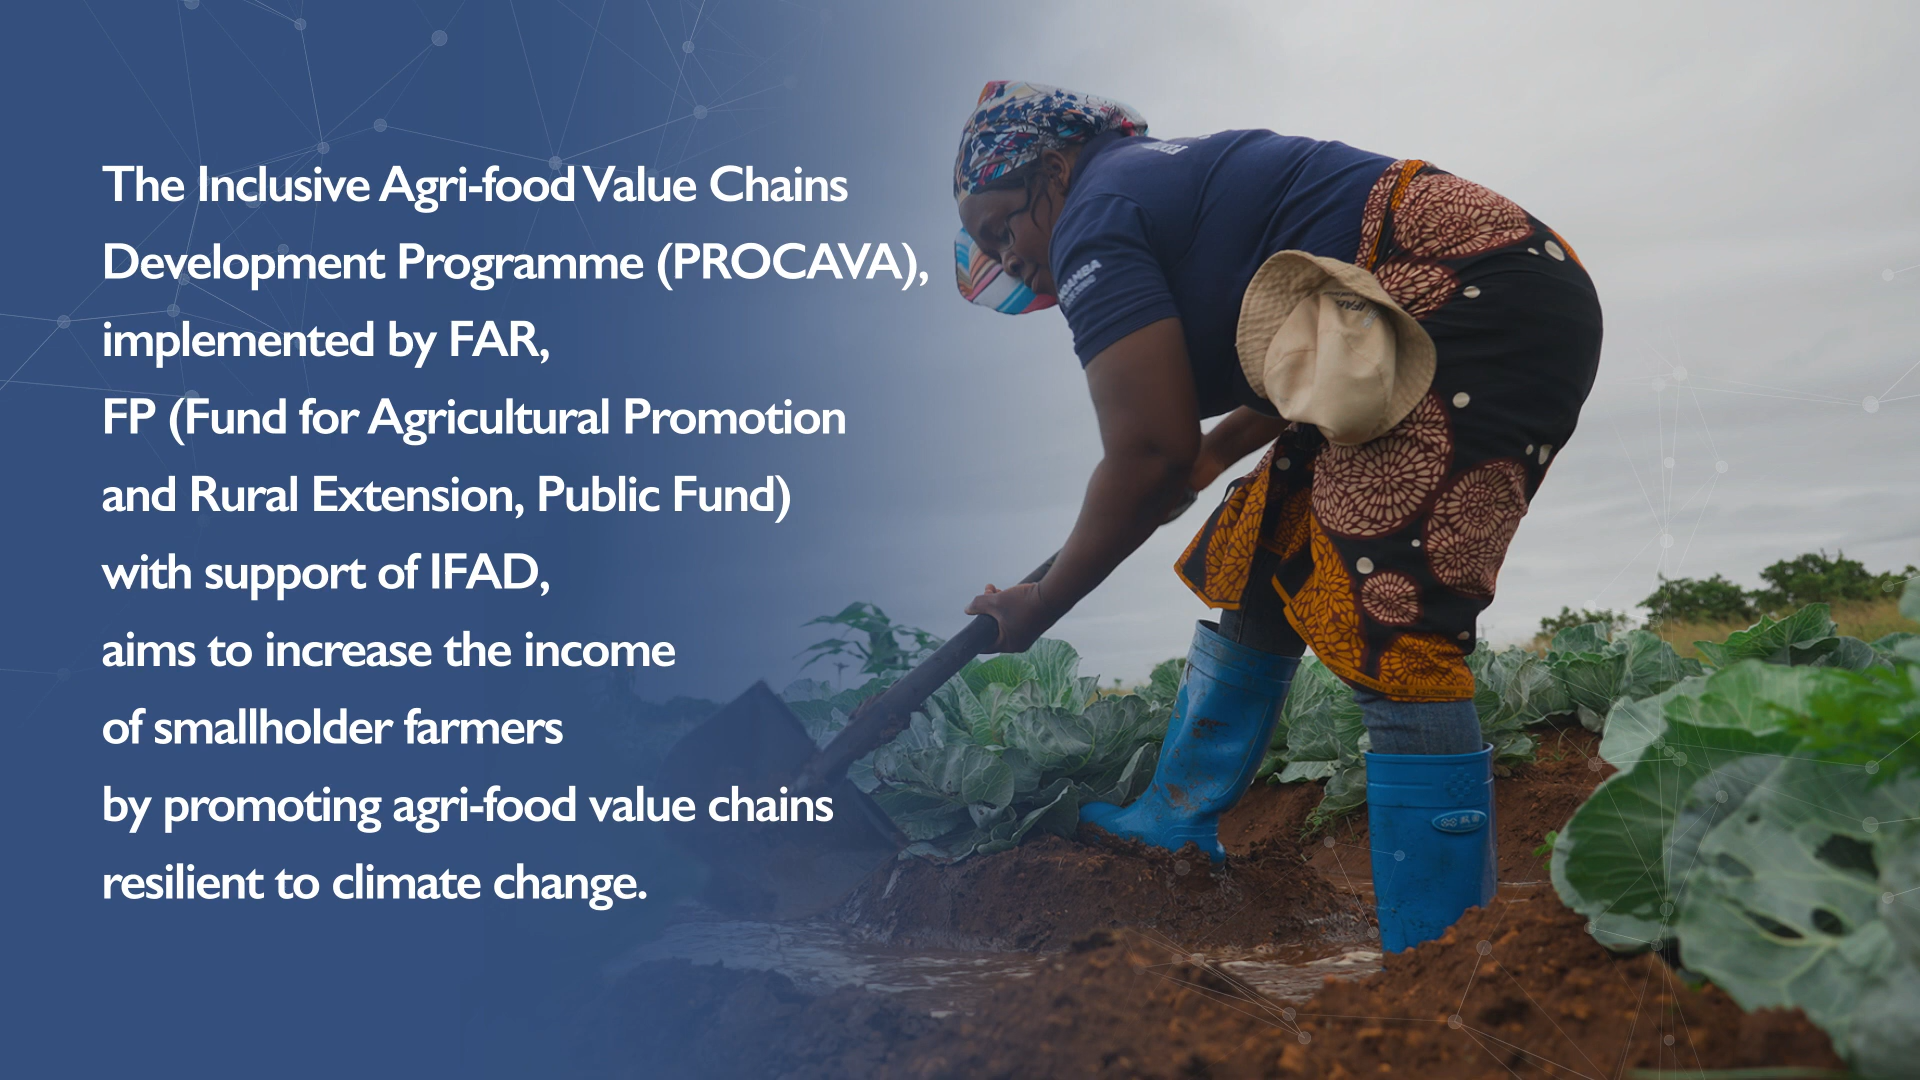 The Inclusive Agri-food Value Chains
Development Programme (PROCAVA),
implemented by FAR,
FP (Fund for Agricultural Promotion
and Rural Extension, Public Fund)
with support of IFAD,
aims to increase the income
of smallholder farmers
by promoting agri-food value chains
resilient to climate change.